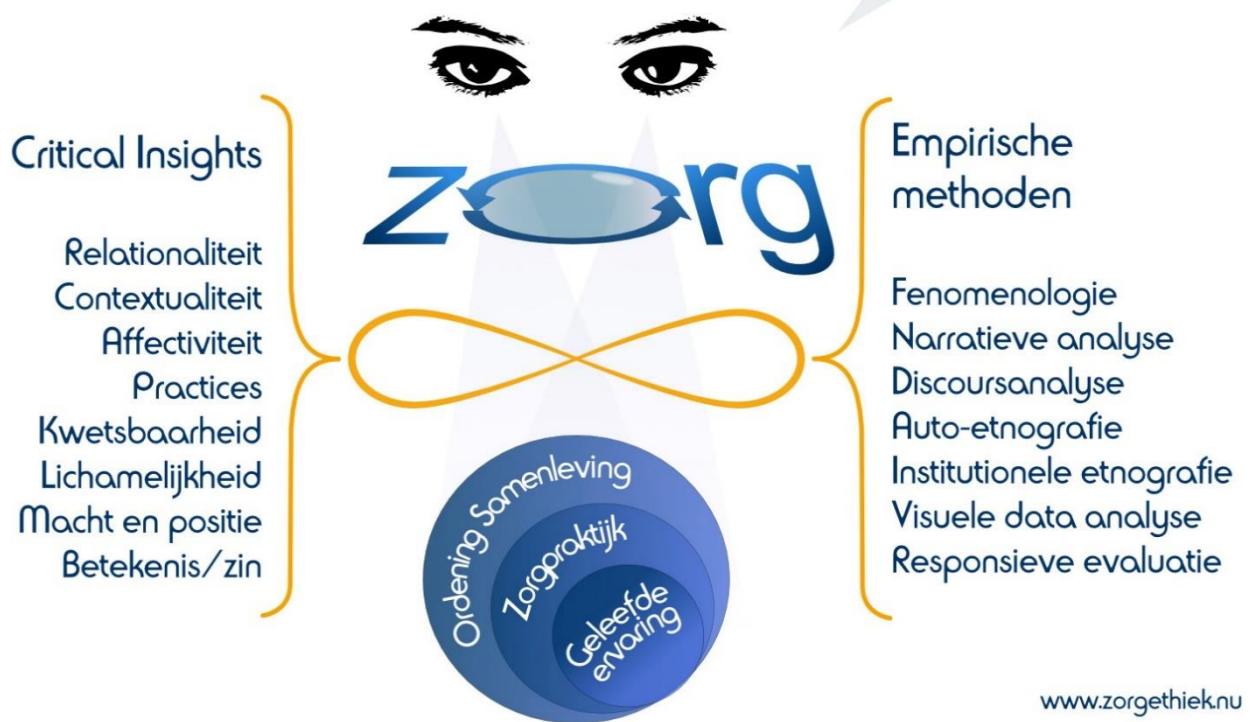 Critical Insights
Relationaliteit
Contextualiteit
Affectiviteit
Practices
Kwetsbaarheid
Lichamelijkheid
Macht en positie
Betekenis/zin
zorg
Ordening Samenleving
Zorgpraktijk
Geleefde
ervaring
Empirische
methoden
Fenomenologie
Narratieve analyse
Discoursanalyse
Auto-etnografie
Institutionele etnografie
Visuele data analyse
Responsieve evaluatie
www.zorgethiek.nu